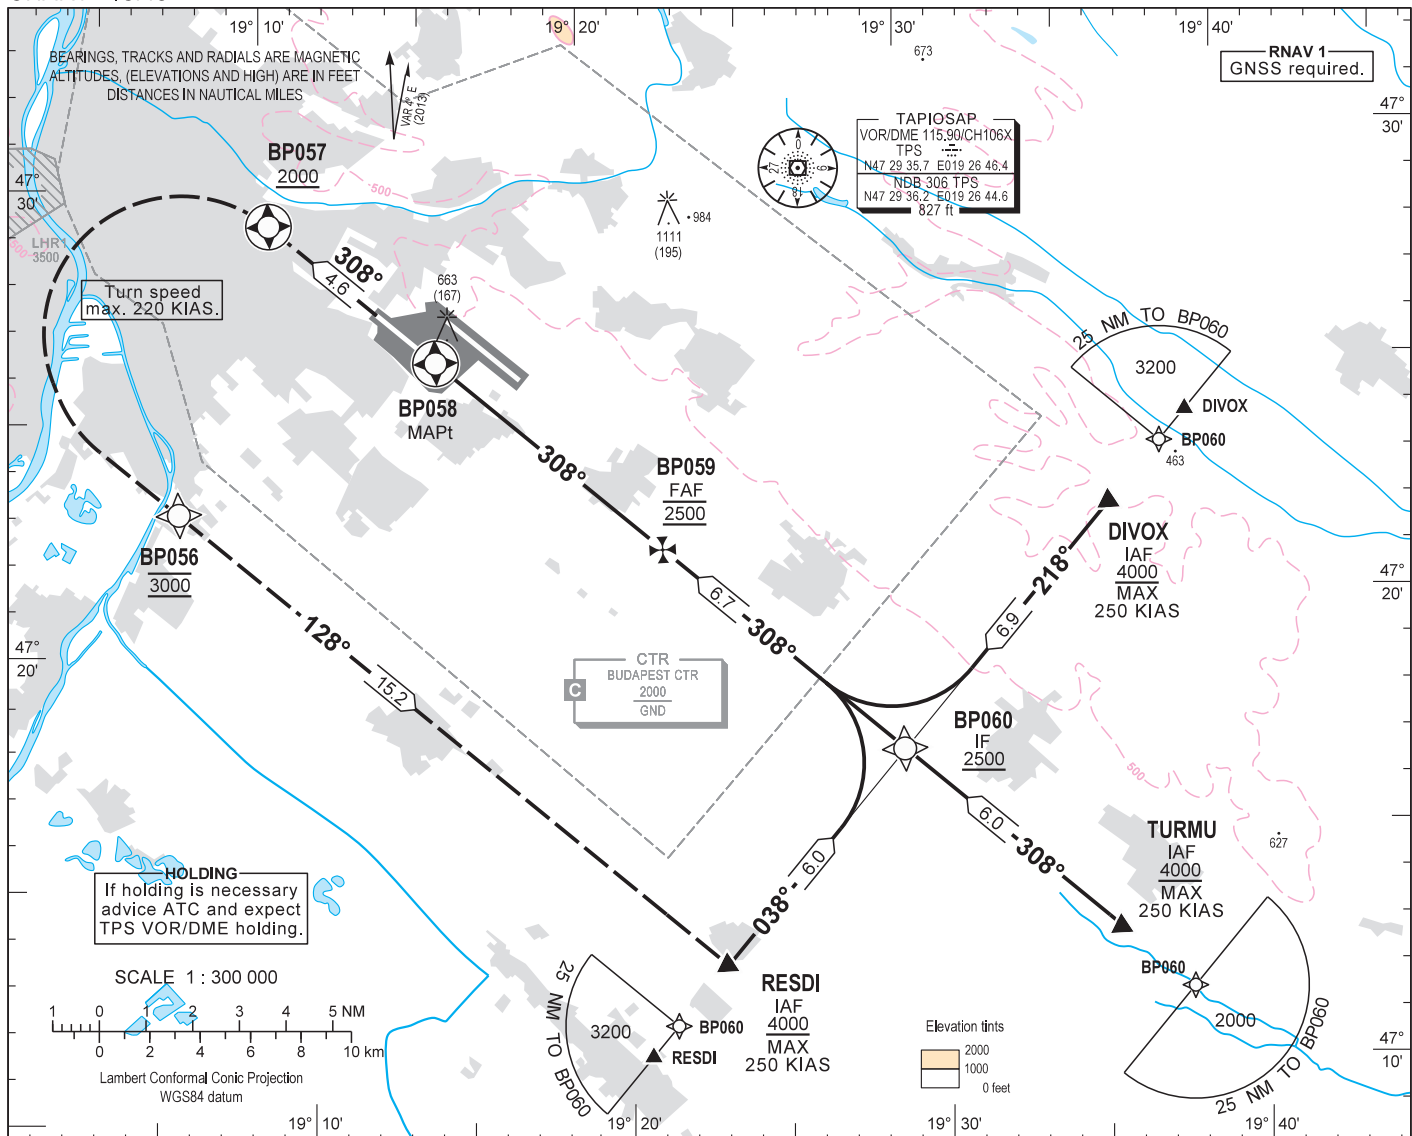 19° 10'
19° 20'
19° 30'
19° 40'
BEARINGS, TRACKS AND RADIALS ARE MAGNETIC
ALTITUDES, (ELEVATIONS AND HIGH) ARE IN FEET
DISTANCES IN NAUTICAL MILES
VAR 4° E
(2013)
673
RNAV 1
GNSS required.
47°
30'
TAPIOSAP
VOR/DME 115.90/CH106X
TPS
N47 29 35.7 E019 26 46.4
NDB 306 TPS
N47 29 36.2 E019 26 44.6
827 ft
0
9
18
27
BP057
2000
47°
30'
500
984
1111
(195)
LHR1
3500
500
Turn speed
max. 220 KIAS.
308°
4.6
663
(167)
25 NM TO BP060
3200
DIVOX
BP060
463
BP058
MAPt
308°
BP059
FAF
2500
DIVOX
IAF
4000
MAX
250 KIAS
BP056
3000
218°
47°
20'
6.7
308°
6.9
128°
47°
20'
15.2
CTR
BUDAPEST CTR
C
2000
GND
BP060
IF
2500
500
6.0
308°
TURMU
IAF
4000
MAX
250 KIAS
627
6.0
038°
HOLDING
If holding is necessary
advice ATC and expect
TPS VOR/DME holding.
SCALE 1 : 300 000
1 0 1 2 3 4 5 NM
0 2 4 6 8 10 km
Lambert Conformal Conic Projection
WGS84 datum
25 NM TO BP060
3200
BP060
RESDI
RESDI
IAF
4000
MAX
250 KIAS
BP060
2000
25 NM TO BP060
Elevation tints
2000
1000
0 feet
47°
10'
19° 10'
19° 20'
19° 30'
19° 40'